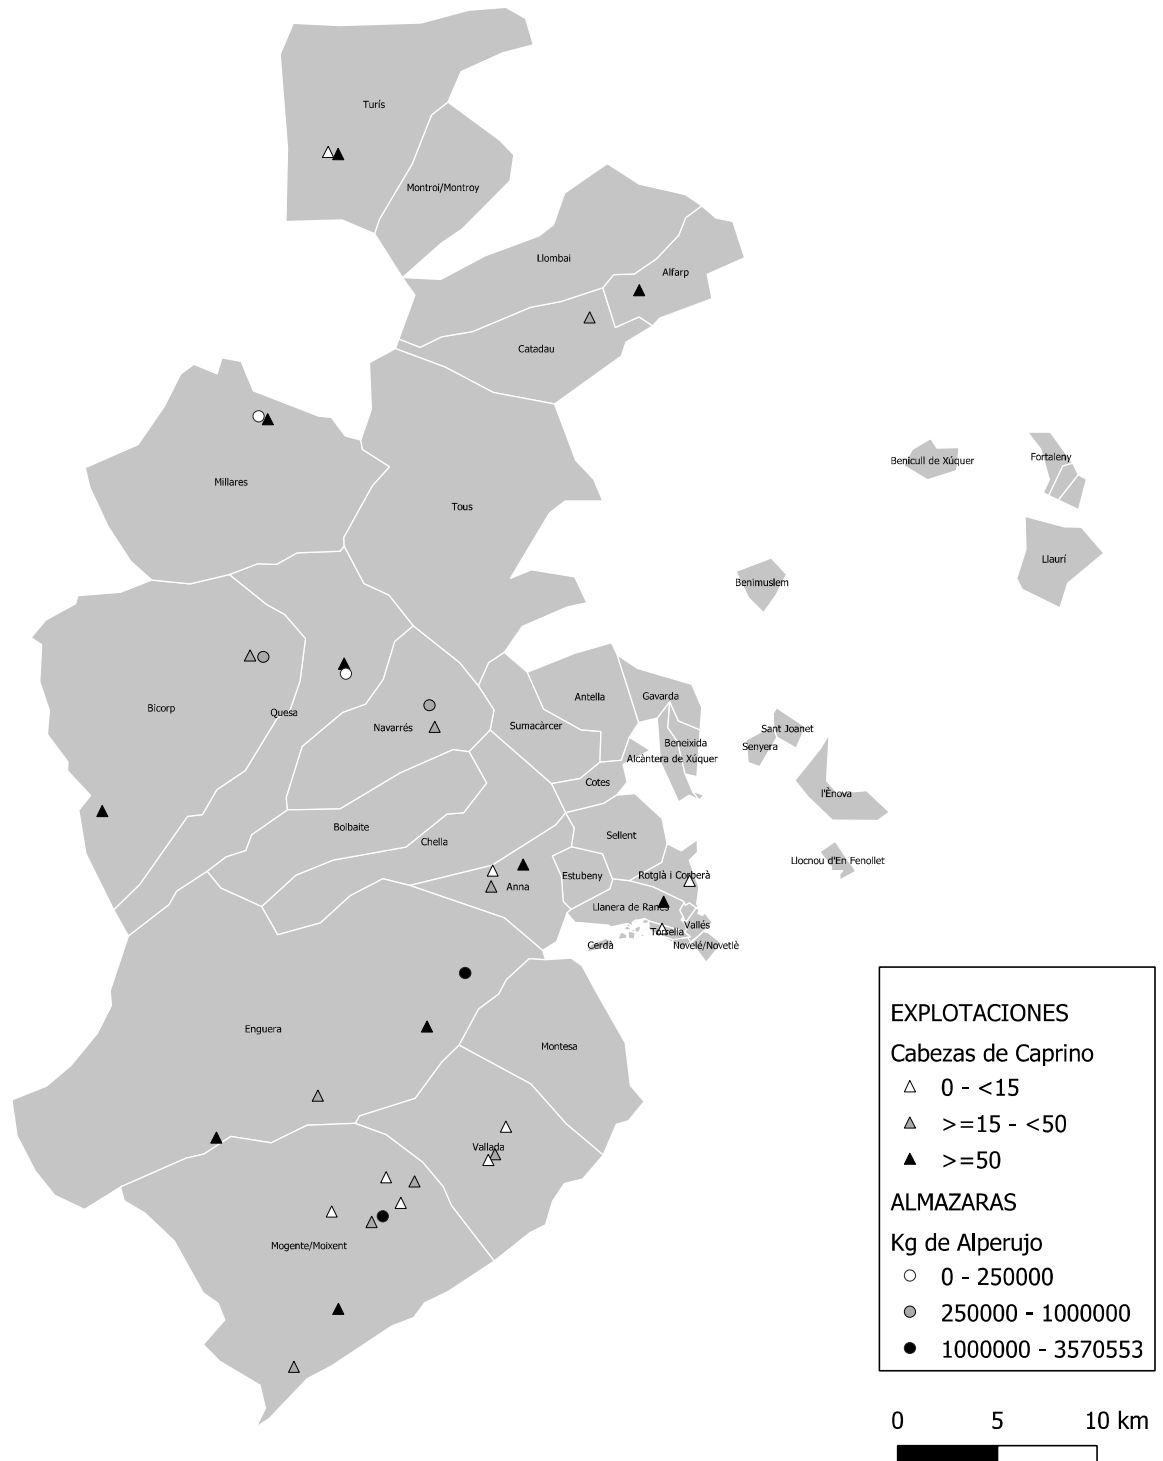 Turís
Montroi/Montroy
Llombai
Alfarp
Catadau
Millares
Tous
Benicull de Xúquer
Fortaleny
Llaurí
Benimuslem
Bicorp
Quesa
Navarrés
Sumacàrcer
Antella
Gavarda
Beneixida
Alcàntera de Xúquer
Sant Joanet
Senyera
Cotes
l'Ènova
Bolbaite
Chella
Sellent
Llocnou d'En Fenollet
Anna
Estubeny
Rotglà i Corberà
Llanera de Ranes
Vallés
Torrella
Cerdà
Novelé/Novetlè
Enguera
Montesa
Vallada
Mogente/Moixent
EXPLOTACIONES
Cabezas de Caprino
0 - <15
>=15 - <50
>=50
ALMAZARAS
Kg de Alperujo
0 - 250000
250000 - 1000000
1000000 - 3570553
0 5 10 km